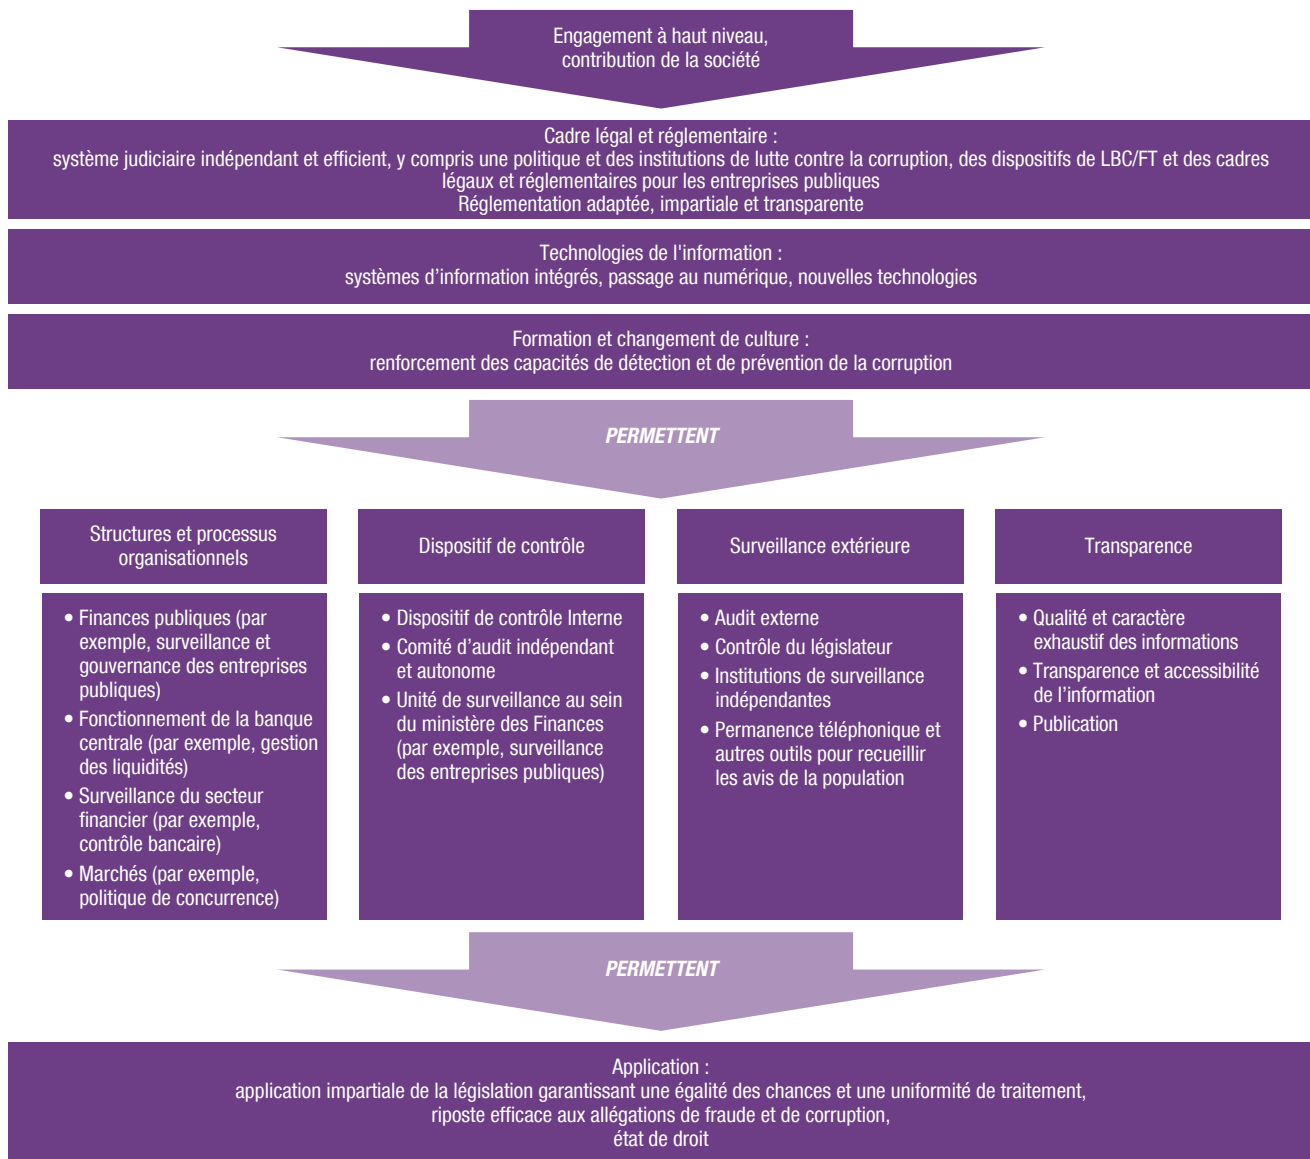 Engagement à haut niveau,
contribution de la société
Cadre légal et réglementaire :
système judiciaire indépendant et efficient, y compris une politique et des institutions de lutte contre la corruption, des dispositifs de LBC/FT et des cadres
légaux et réglementaires pour les entreprises publiques
Réglementation adaptée, impartiale et transparente
Technologies de l'information :
systèmes d’information intégrés, passage au numérique, nouvelles technologies
Formation et changement de culture :
renforcement des capacités de détection et de prévention de la corruption
PERMETTENT
Structures et processus
organisationnels
• Finances publiques (par
exemple, surveillance et
gouvernance des entreprises
publiques)
• Fonctionnement de la banque
centrale (par exemple, gestion
des liquidités)
• Surveillance du secteur
financier (par exemple,
contrôle bancaire)
• Marchés (par exemple,
politique de concurrence)
Dispositif de contrôle
• Dispositif de contrôle Interne
• Comité d’audit indépendant
et autonome
• Unité de surveillance au sein
du ministère des Finances
(par exemple, surveillance
des entreprises publiques)
Surveillance extérieure
• Audit externe
• Contrôle du législateur
• Institutions de surveillance
indépendantes
• Permanence téléphonique et
autres outils pour recueillir
les avis de la population
Transparence
• Qualité et caractère
exhaustif des informations
• Transparence et accessibilité
de l’information
• Publication
PERMETTENT
Application :
application impartiale de la législation garantissant une égalité des chances et une uniformité de traitement,
riposte efficace aux allégations de fraude et de corruption,
état de droit